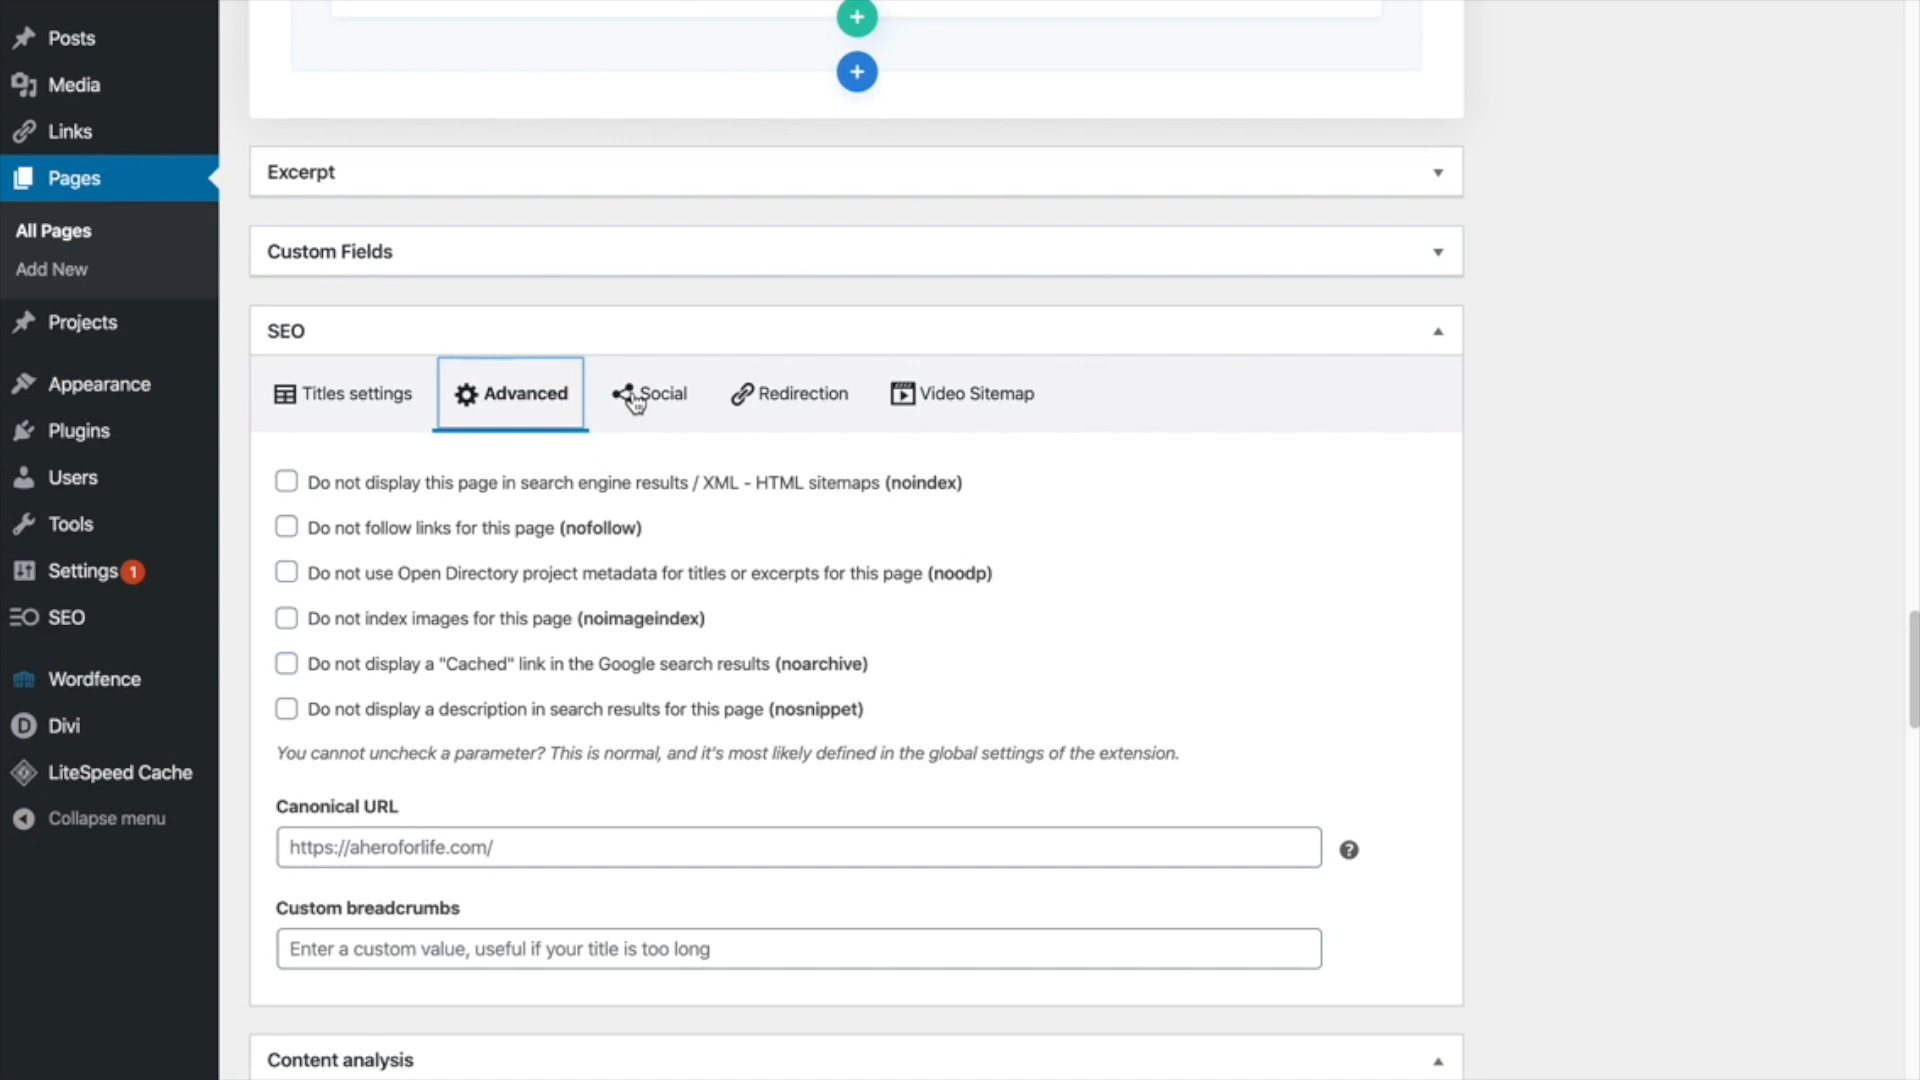 Posts
Media
Links
Pages
All Pages
Add New
Projects
Appearance
Plugins
Users
Tools
Settings 1
SEO
Wordfence
Divi
LiteSpeed Cache
Collapse menu
Excerpt
Custom Fields
SEO
Titles settings Advanced Social Redirection Video Sitemap
Do not display this page in search engine results / XML - HTML sitemaps (noindex)
Do not follow links for this page (nofollow)
Do not use Open Directory project metadata for titles or excerpts for this page (noodp)
Do not index images for this page (noimageindex)
Do not display a "Cached" link in the Google search results (noarchive)
Do not display a description in search results for this page (nosnippet)
You cannot uncheck a parameter? This is normal, and it's most likely defined in the global settings of the extension.
Canonical URL
https://aheroforlife.com/
Custom breadcrumbs
Enter a custom value, useful if your title is too long
Content analysis